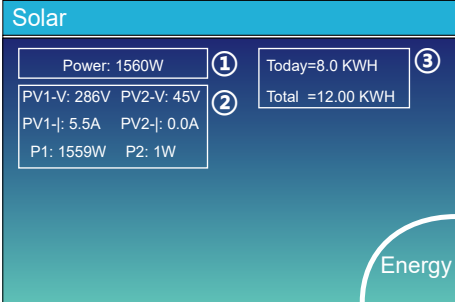 Solar
Power: 1560W ①
PV1-V: 286V PV2-V: 45V ②
PV1-|: 5.5A PV2-|: 0.0A
P1: 1559W P2: 1W
Today=8.0 KWH ③
Total =12.00 KWH
Energy